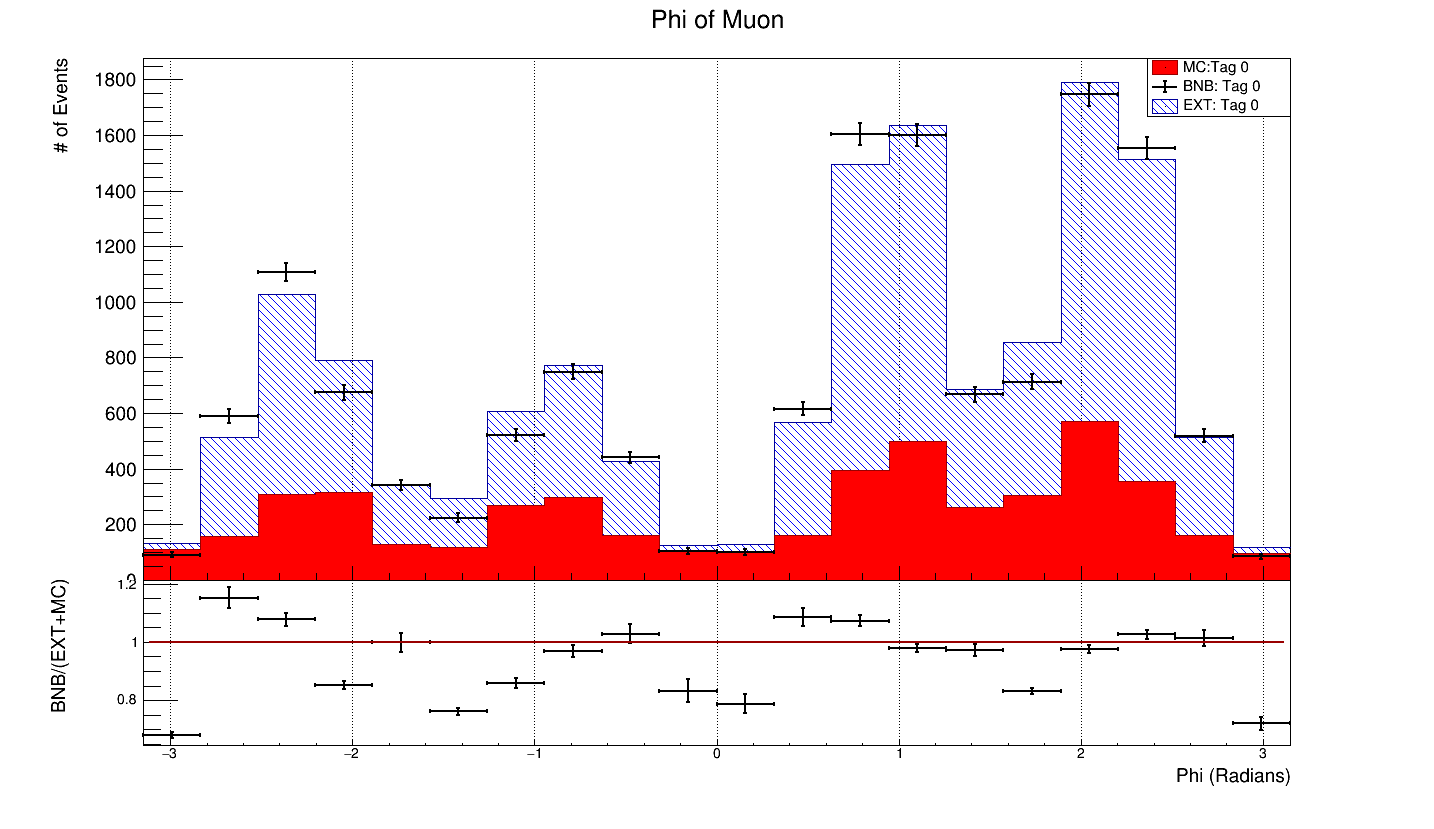 Phi of Muon
# of Events
1800
1600
1400
1200
1000
800
600
400
200
MC:Tag 0
BNB: Tag 0
EXT: Tag 0
BNB/(EXT+MC)
1.2
1
0.8
−3
−2
−1
0
1
2
3
Phi (Radians)